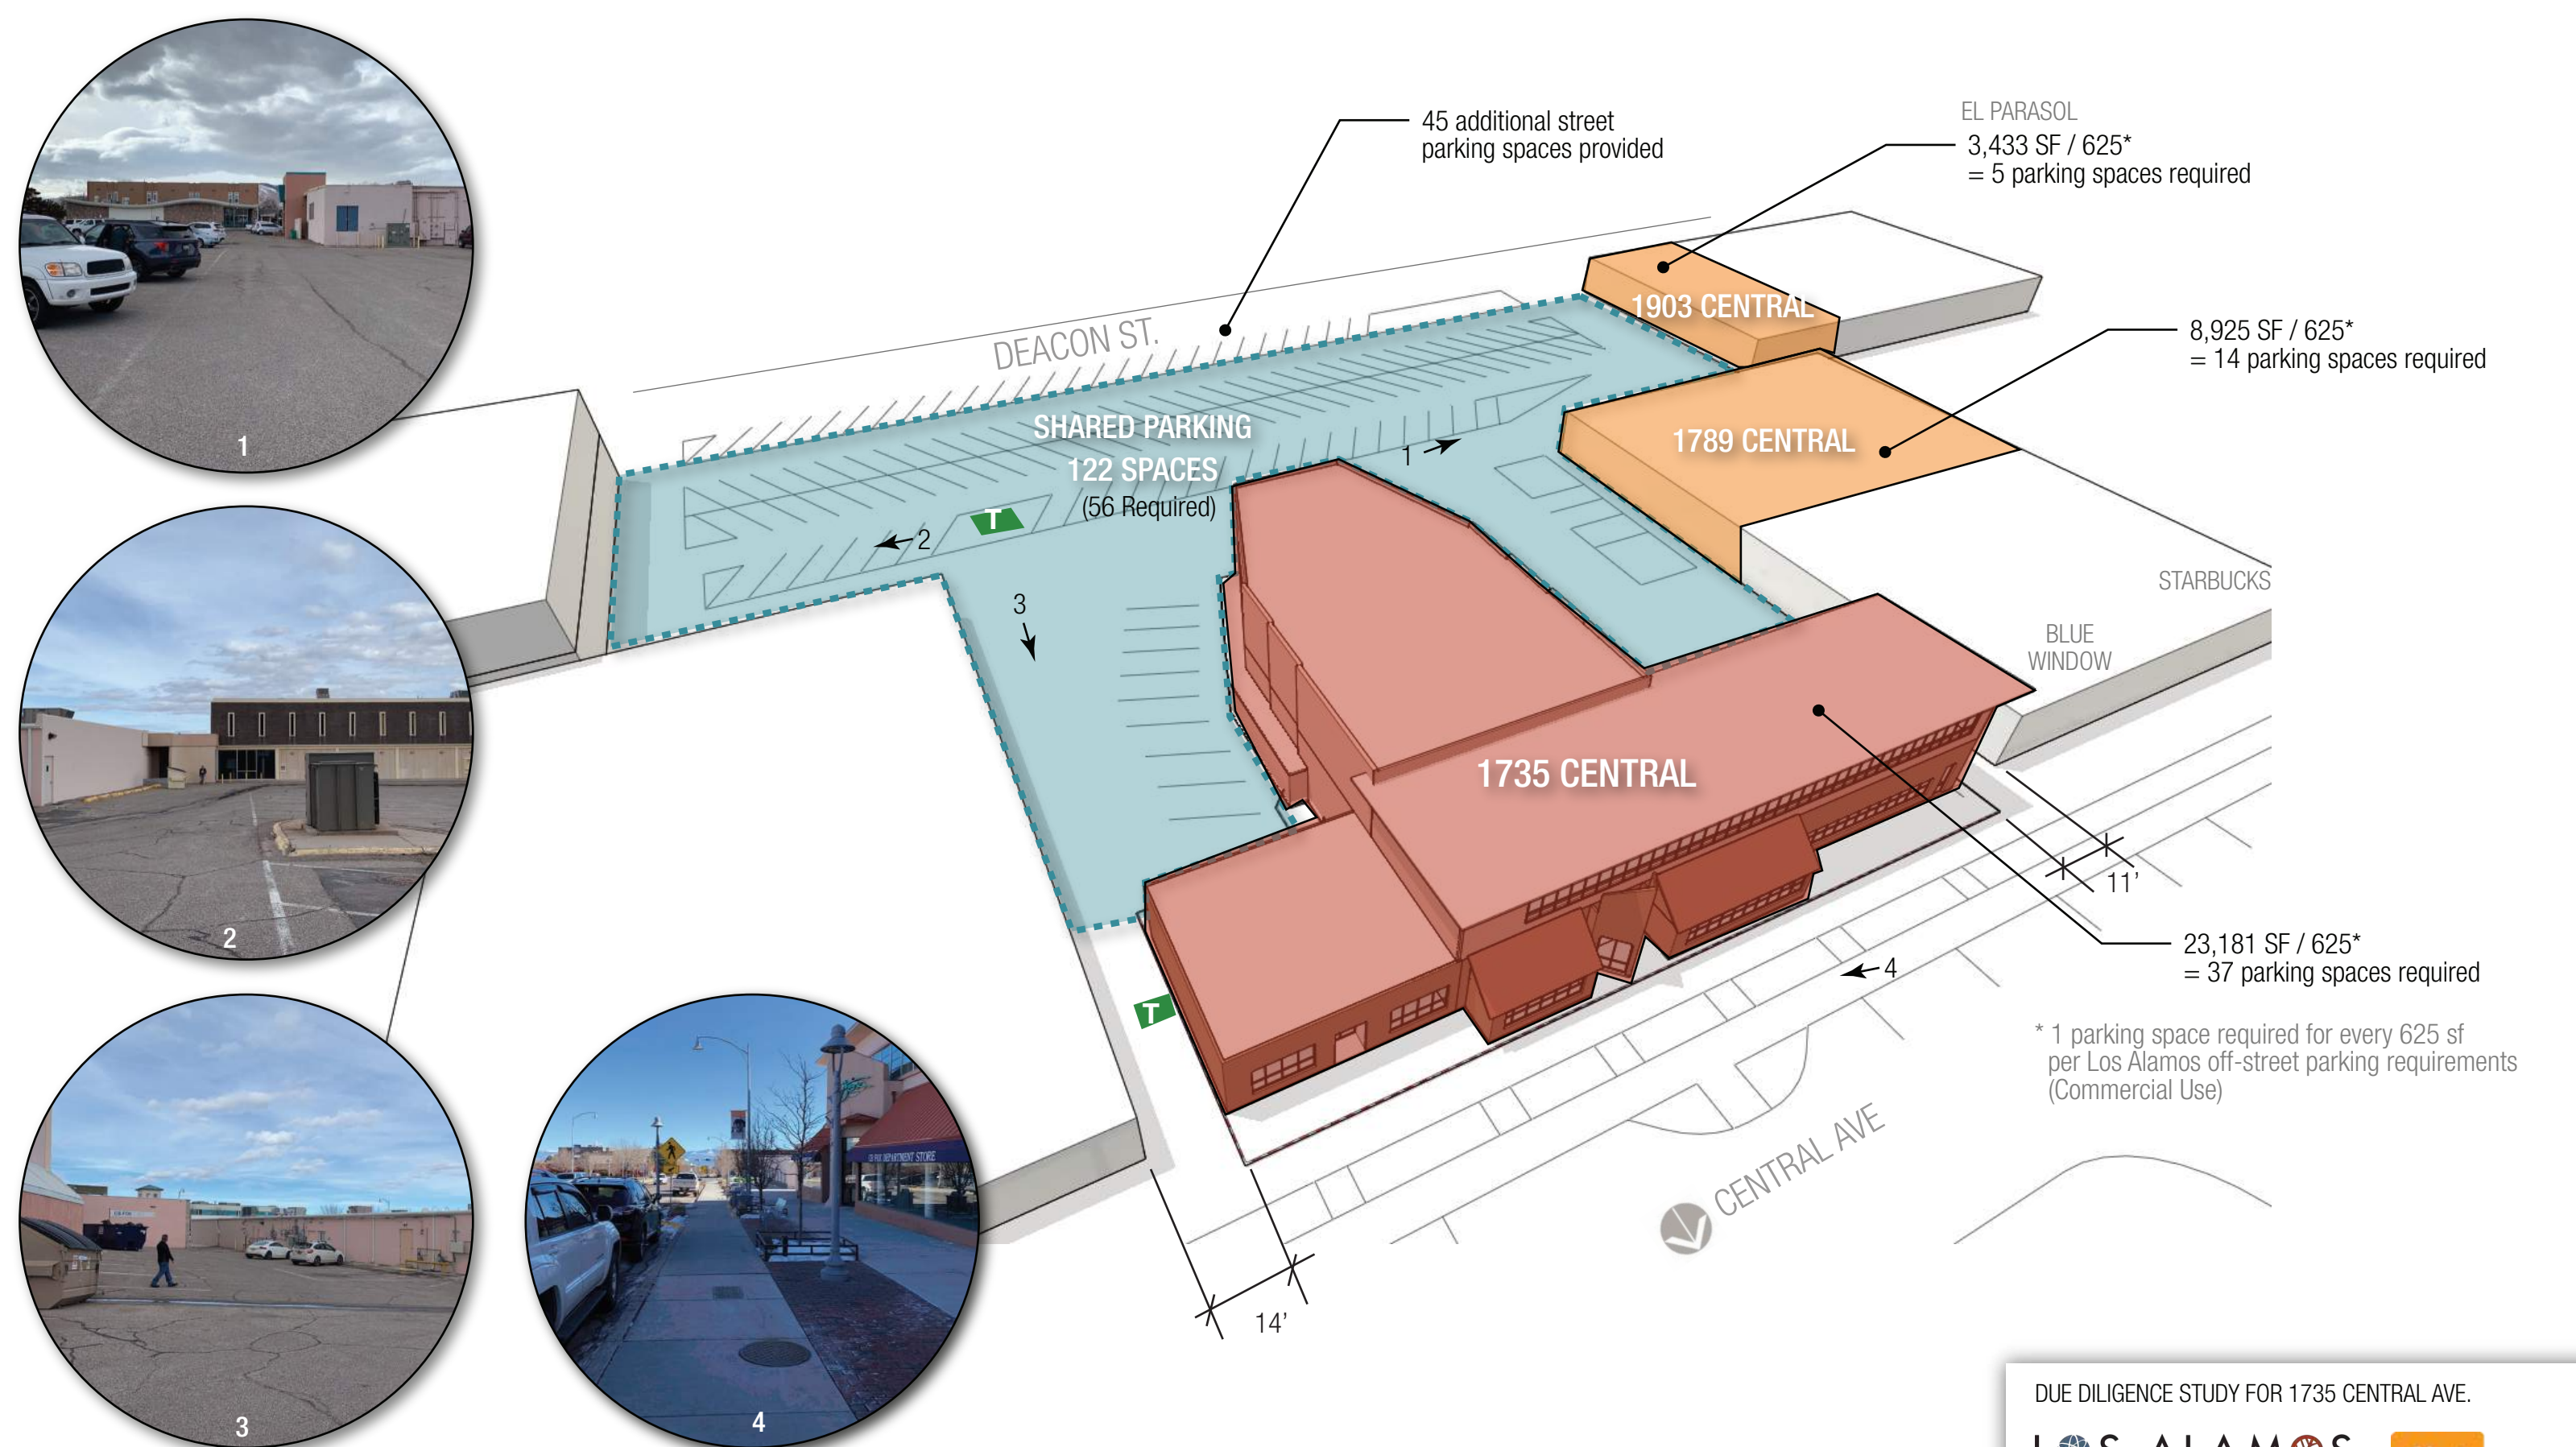 45 additional street
parking spaces provided
EL PARASOL
3,433 SF / 625*
= 5 parking spaces required
1903 CENTRAL
DEACON ST.
8,925 SF / 625*
= 14 parking spaces required
SHARED PARKING
122 SPACES
(56 Required)
1789 CENTRAL
1
1
2
T
3
STARBUCKS
BLUE
WINDOW
1735 CENTRAL
11’
2
23,181 SF / 625*
= 37 parking spaces required
4
T
* 1 parking space required for every 625 sf
per Los Alamos off-street parking requirements
(Commercial Use)
CENTRAL AVE
DEPARTMENT STORE
14’
3
4
DUE DILIGENCE STUDY FOR 1735 CENTRAL AVE.
LOS ALAMOS